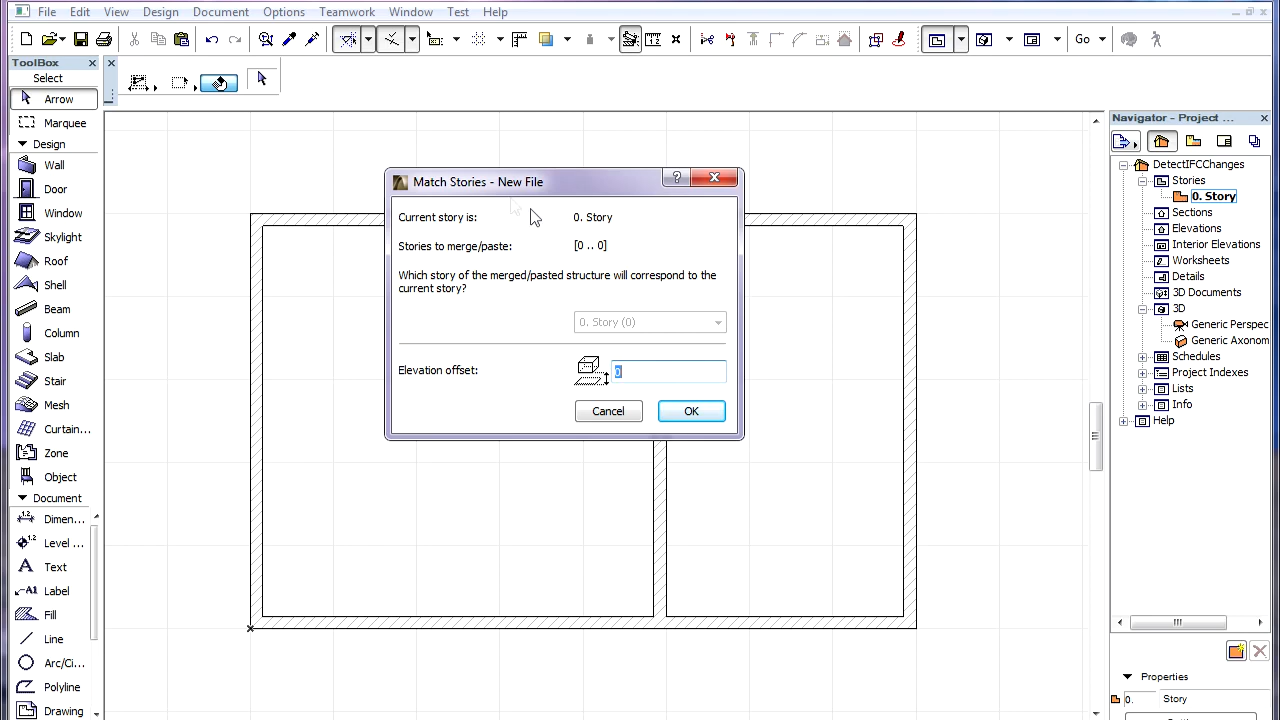 File Edit View Design Document Options Teamwork Window Test Help
Go
ToolBox
Select
Arrow
Marquee
Design
Wall
Door
Window
Skylight
Roof
Shell
Beam
Column
Slab
Stair
Mesh
Curtain...
Zone
Object
Document
Dimen...
Level ...
A Text
A1 Label
Fill
Line
Arc/Ci...
Polyline
Drawing
Match Stories - New File
?
Current story is: 0. Story
Stories to merge/paste: [0 .. 0]
Which story of the merged/pasted structure will correspond to the
current story?
0. Story (0)
Elevation offset: 0
Cancel OK
Navigator - Project ...
DetectIFCChanges
Stories
0. Story
Sections
Elevations
Interior Elevations
Worksheets
Details
3D Documents
3D
Generic Perspec
Generic Axonom
Schedules
Project Indexes
Lists
Info
Help
Properties
0. Story